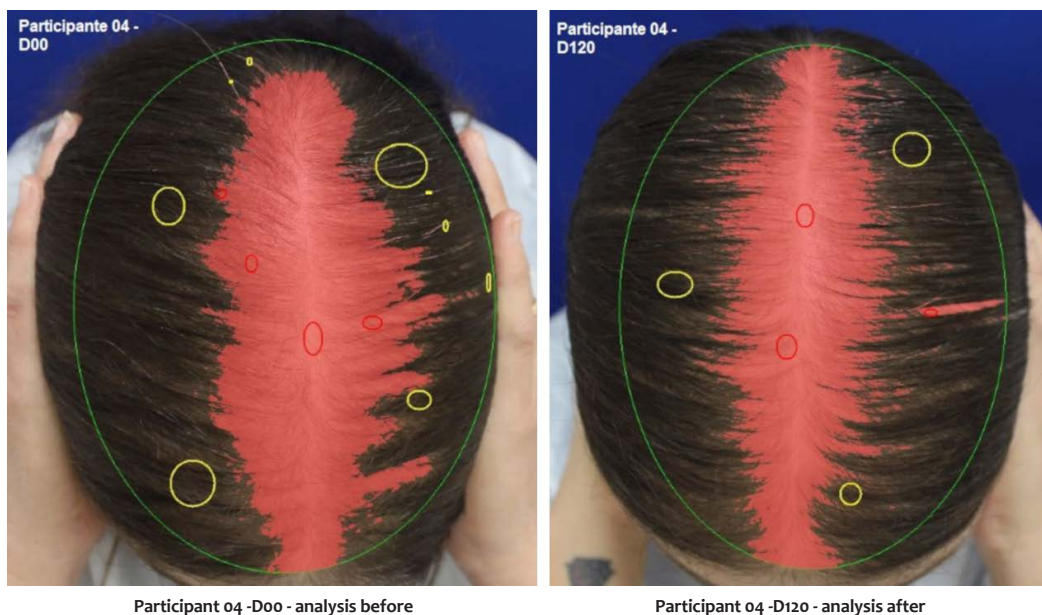 Participante 04 -
D00
Participante 04 -
D120
Participant 04 -D00 - analysis before
Participant 04 -D120 - analysis after